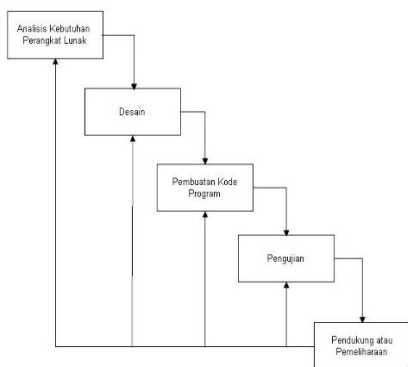 Analisis Kebutuhan
Perangkat Lunak
Desain
Pembuatan Kode
Program
Pengujian
Pendukung atau
Pemeliharaan